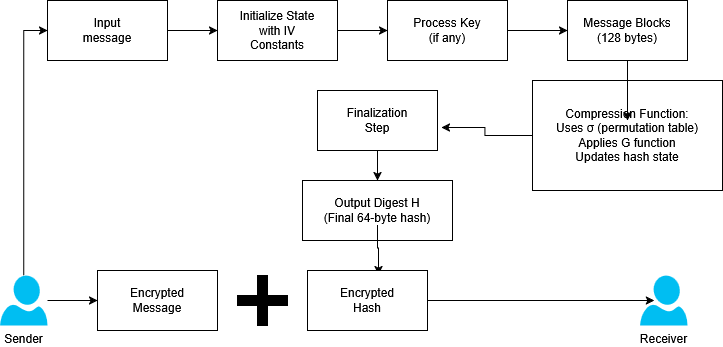 Input
message
Initialize State
with IV
Constants
Process Key
(if any)
Message Blocks
(128 bytes)
Compression Function:
Uses σ (permutation table)
Applies G function
Updates hash state
Finalization
Step
Output Digest H
(Final 64-byte hash)
Encrypted
Message
Encrypted
Hash
Sender
Receiver